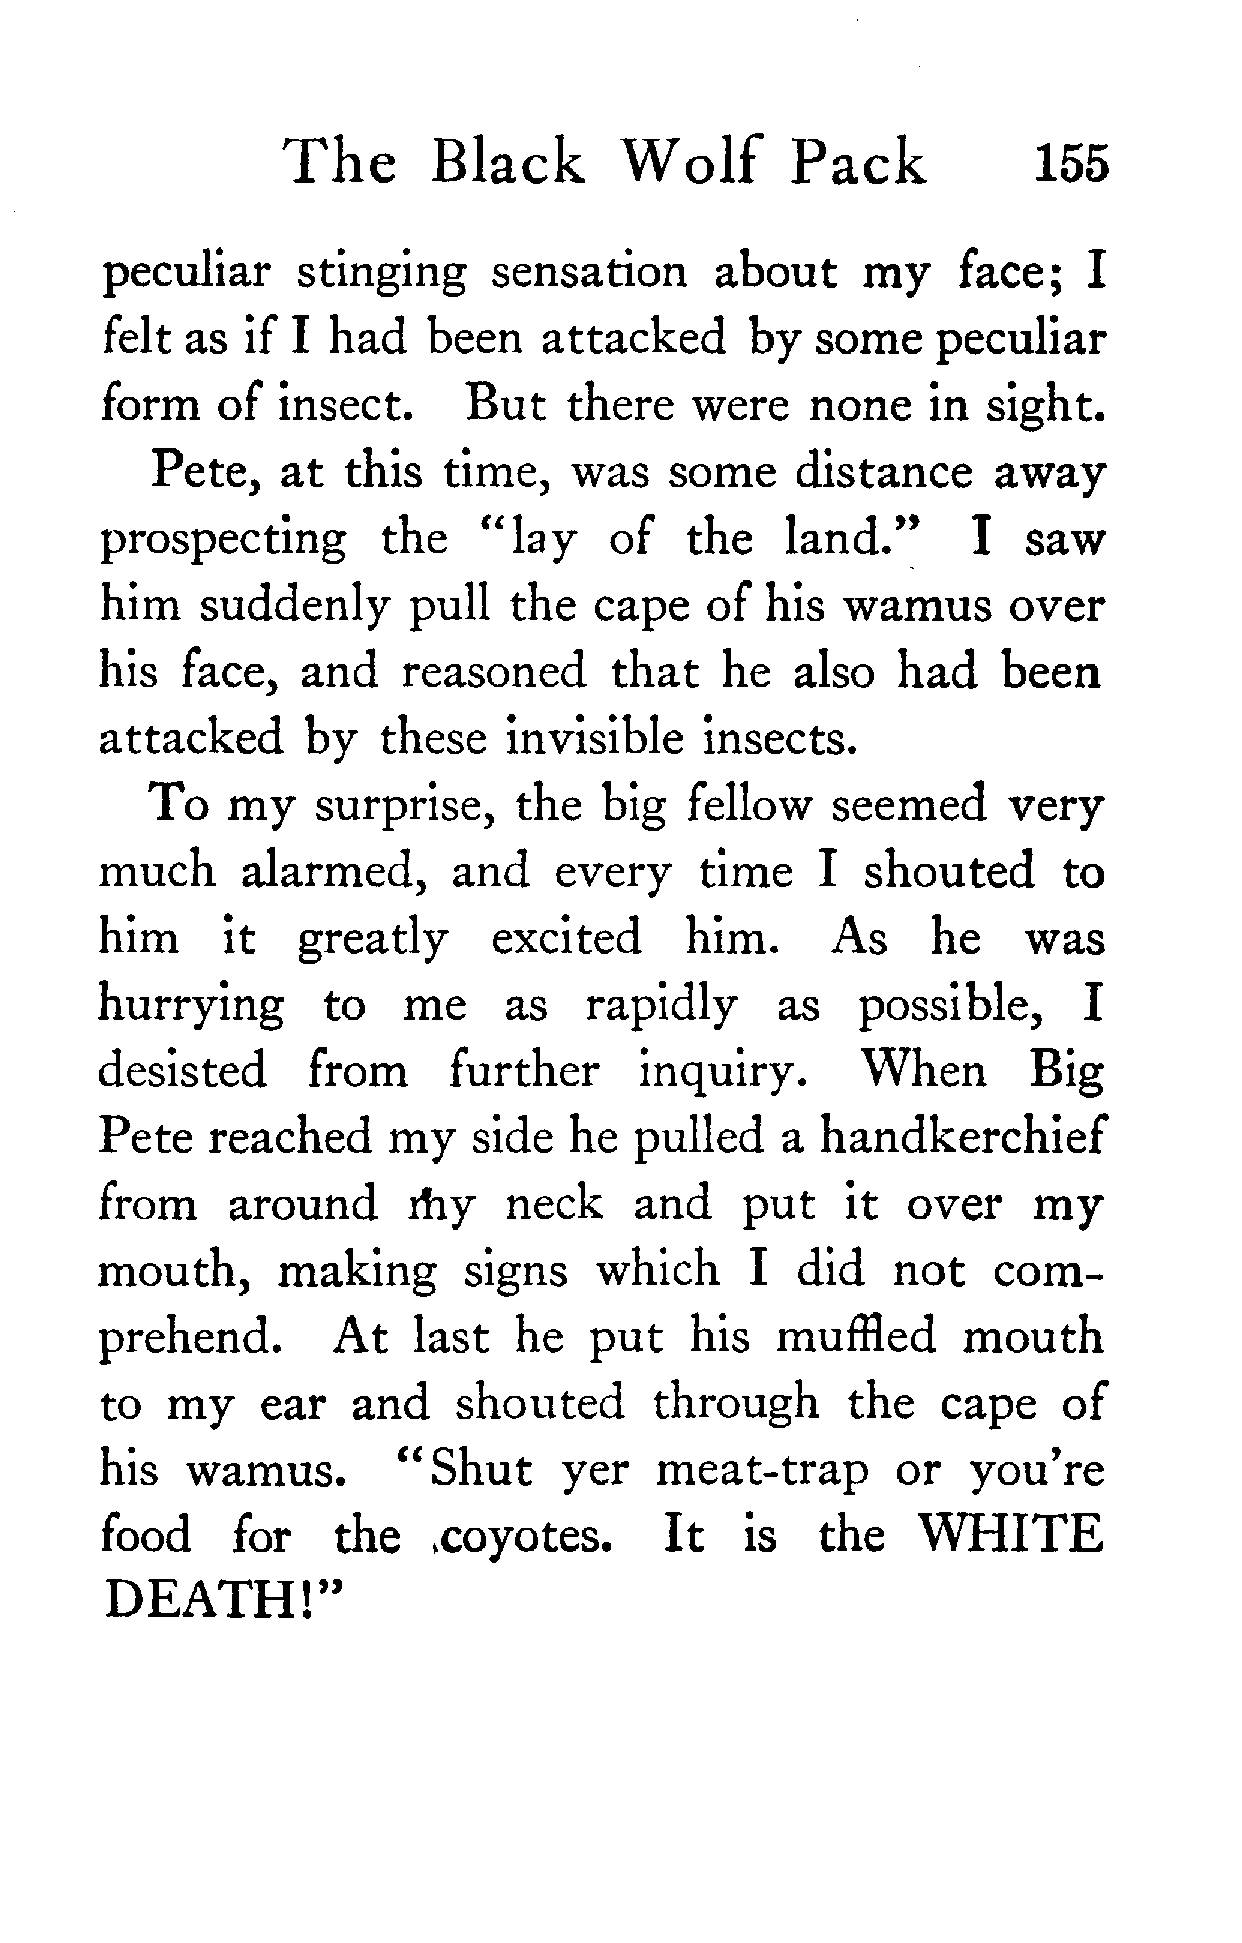 The Black Wolf Pack 155
peculiar stinging sensation about my face; I
felt as if I had been attacked by some peculiar
form of insect. But there were none in sight.
Pete, at this time, was some distance away
prospecting the "lay of the land." I saw
him suddenly pull the cape of his wamus over
his face, and reasoned that he also had been
attacked by these invisible insects.
To my surprise, the big fellow seemed very
much alarmed, and every time I shouted to
him it greatly excited him. As he was
hurrying to me as rapidly as possible, I
desisted from further inquiry. When Big
Pete reached my side he pulled a handkerchief
from around my neck and put it over my
mouth, making signs which I did not com-
prehend. At last he put his muffled mouth
to my ear and shouted through the cape of
his wamus. "Shut yer meat-trap or you're
food for the coyotes. It is the WHITE
DEATH!"